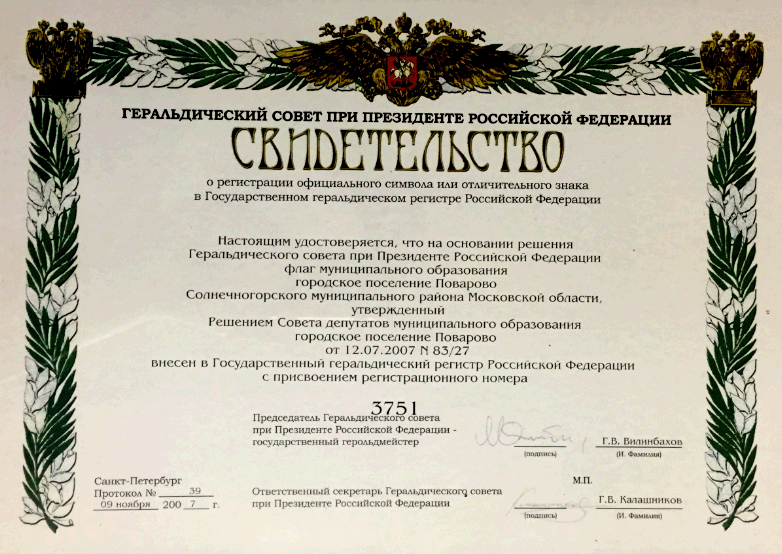 ГЕРАЛЬДИЧЕСКИЙ СОВЕТ ПРИ ПРЕЗИДЕНТЕ РОССИЙСКОЙ ФЕДЕРАЦИИ
СВИДЕТЕЛЬСТВО
о регистрации официального символа или отличительного знака
в Государственном геральдическом регистре Российской Федерации
Настоящим удостоверяется, что на основании решения
Геральдического совета при Президенте Российской Федерации
флаг муниципального образования
городское поселение Поварово
Солнечногорского муниципального района Московской области,
утвержденный
Решением Совета депутатов муниципального образования
городское поселение Поварово
от 12.07.2007 N 83/27
внесен в Государственный геральдический регистр Российской Федерации
с присвоением регистрационного номера
3751
Председатель Геральдического совета
при Президенте Российской Федерации -
государственный герольдмейстер
Г.В. Вилинбахов
(подпись) (И. Фамилия)
Санкт-Петербург
Протокол № 39
09 ноября 200 7 г.
М.П.
Ответственный секретарь Геральдического совета
при Президенте Российской Федерации
Г.В. Калашников
(подпись) (И. Фамилия)